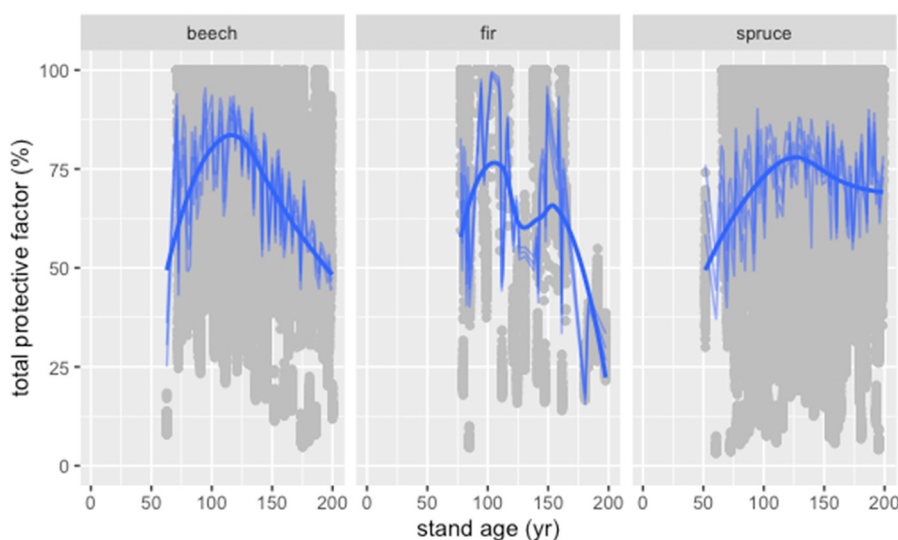 beech fir spruce
total protective factor (%)
100
75
50
25
0
0 50 100 150 200 0 50 100 150 200 0 50 100 150 200
stand age (yr)